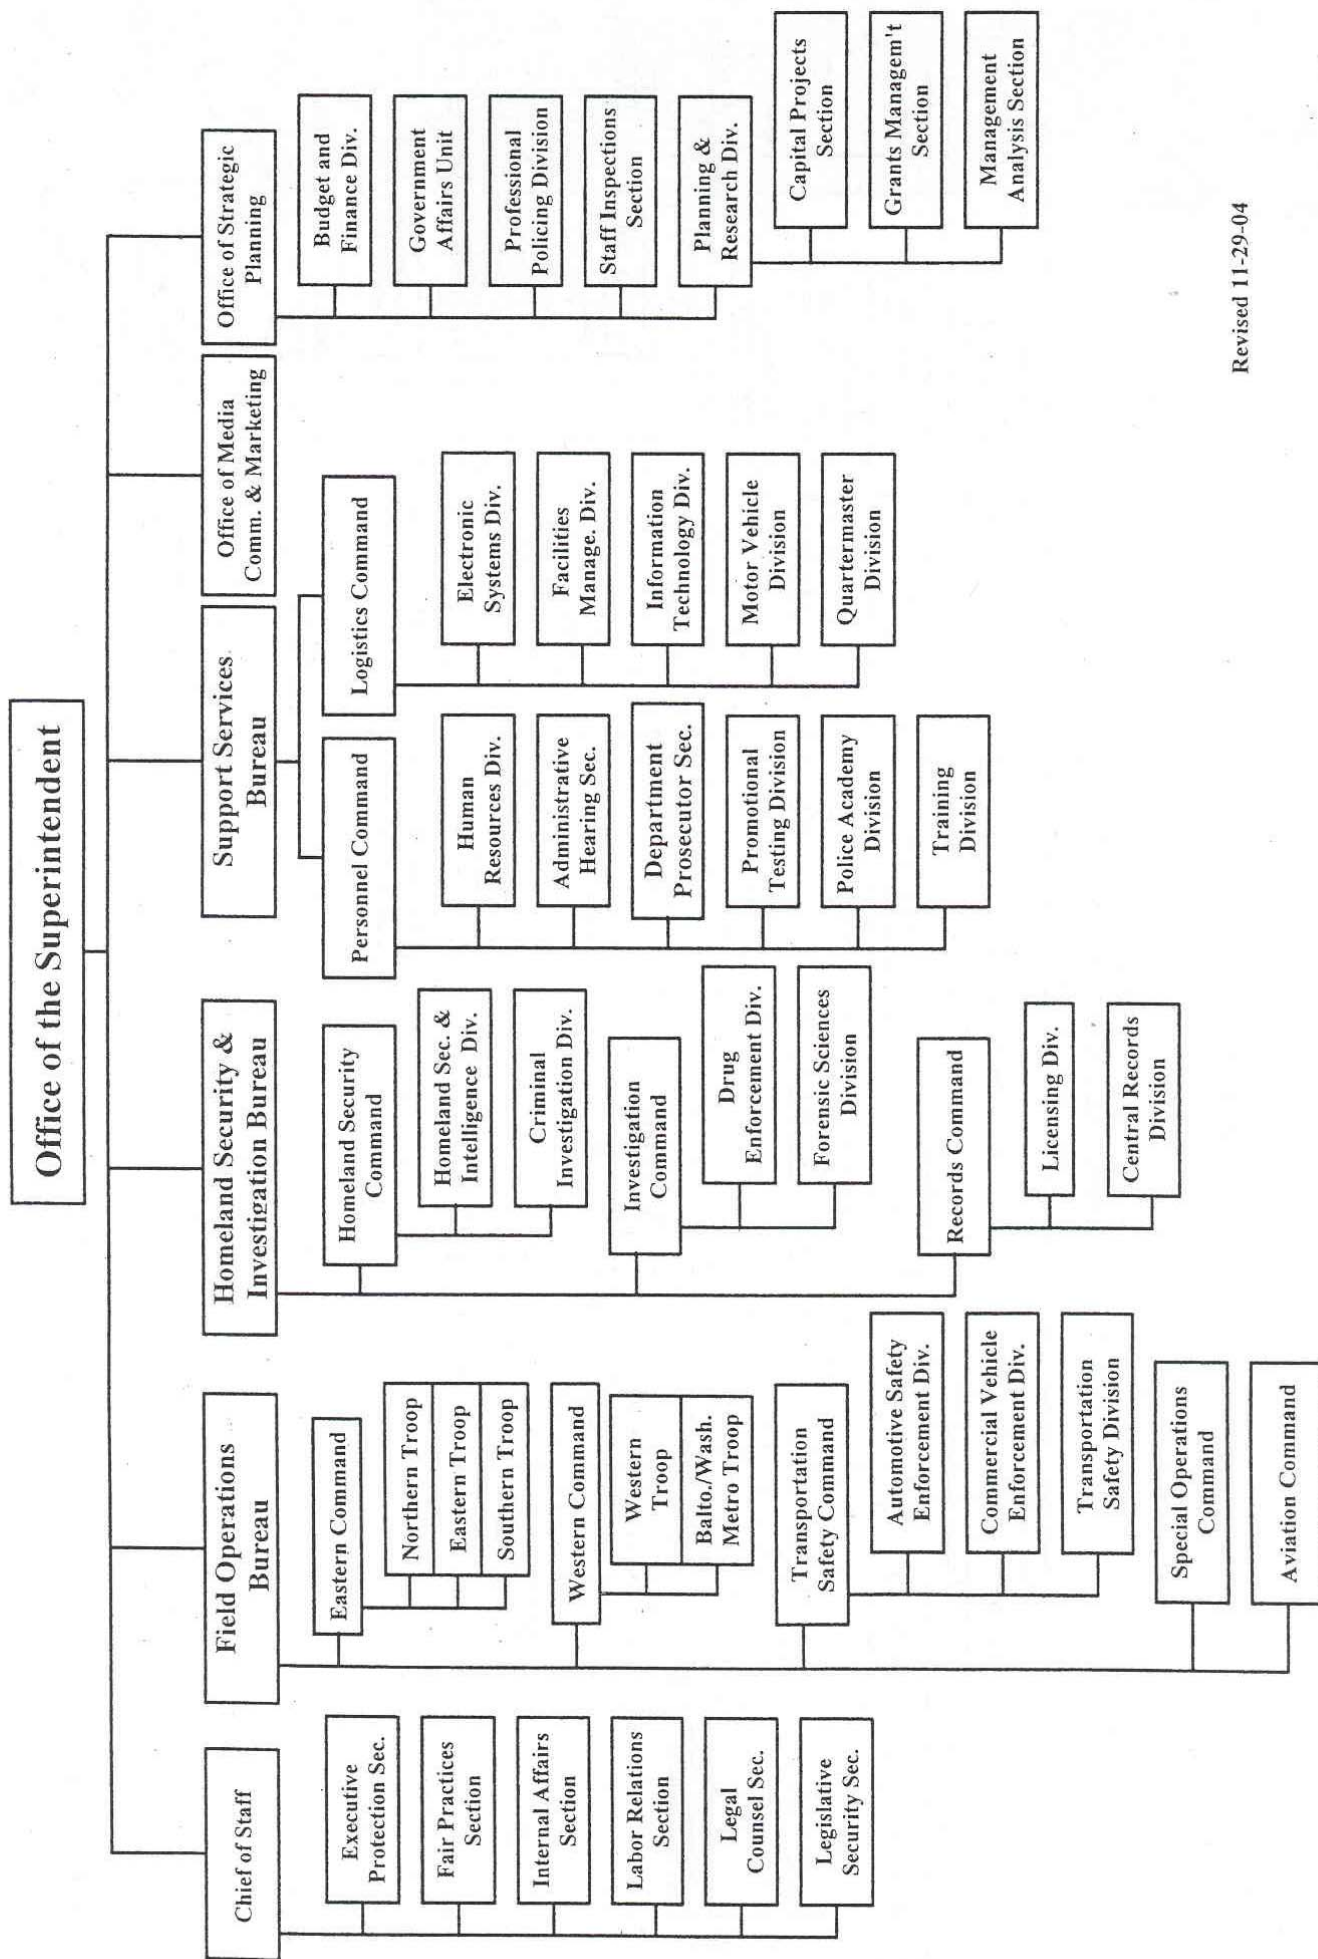 Office of the Superintendent
Chief of Staff
Executive
Protection Sec.
Fair Practices
Section
Internal Affairs
Section
Labor Relations
Section
Legal
Counsel Sec.
Legislative
Security Sec.
Field Operations
Bureau
Eastern Command
Northern Troop
Eastern Troop
Southern Troop
Western Command
Western
Troop
Balto./Wash.
Metro Troop
Transportation
Safety Command
Automotive Safety
Enforcement Div.
Commercial Vehicle
Enforcement Div.
Transportation
Safety Division
Special Operations
Command
Aviation Command
Homeland Security &
Investigation Bureau
Homeland Security
Command
Homeland Sec. &
Intelligence Div.
Criminal
Investigation Div.
Investigation
Command
Drug
Enforcement Div.
Forensic Sciences
Division
Records Command
Licensing Div.
Central Records
Division
Support Services
Bureau
Personnel Command
Human
Resources Div.
Administrative
Hearing Sec.
Department
Prosecutor Sec.
Promotional
Testing Division
Police Academy
Division
Training
Division
Logistics Command
Electronic
Systems Div.
Facilities
Manage. Div.
Information
Technology Div.
Motor Vehicle
Division
Quartermaster
Division
Office of Media
Comm. & Marketing
Office of Strategic
Planning
Budget and
Finance Div.
Government
Affairs Unit
Professional
Policing Division
Staff Inspections
Section
Planning &
Research Div.
Capital Projects
Section
Grants Managem't
Section
Management
Analysis Section
Revised 11-29-04